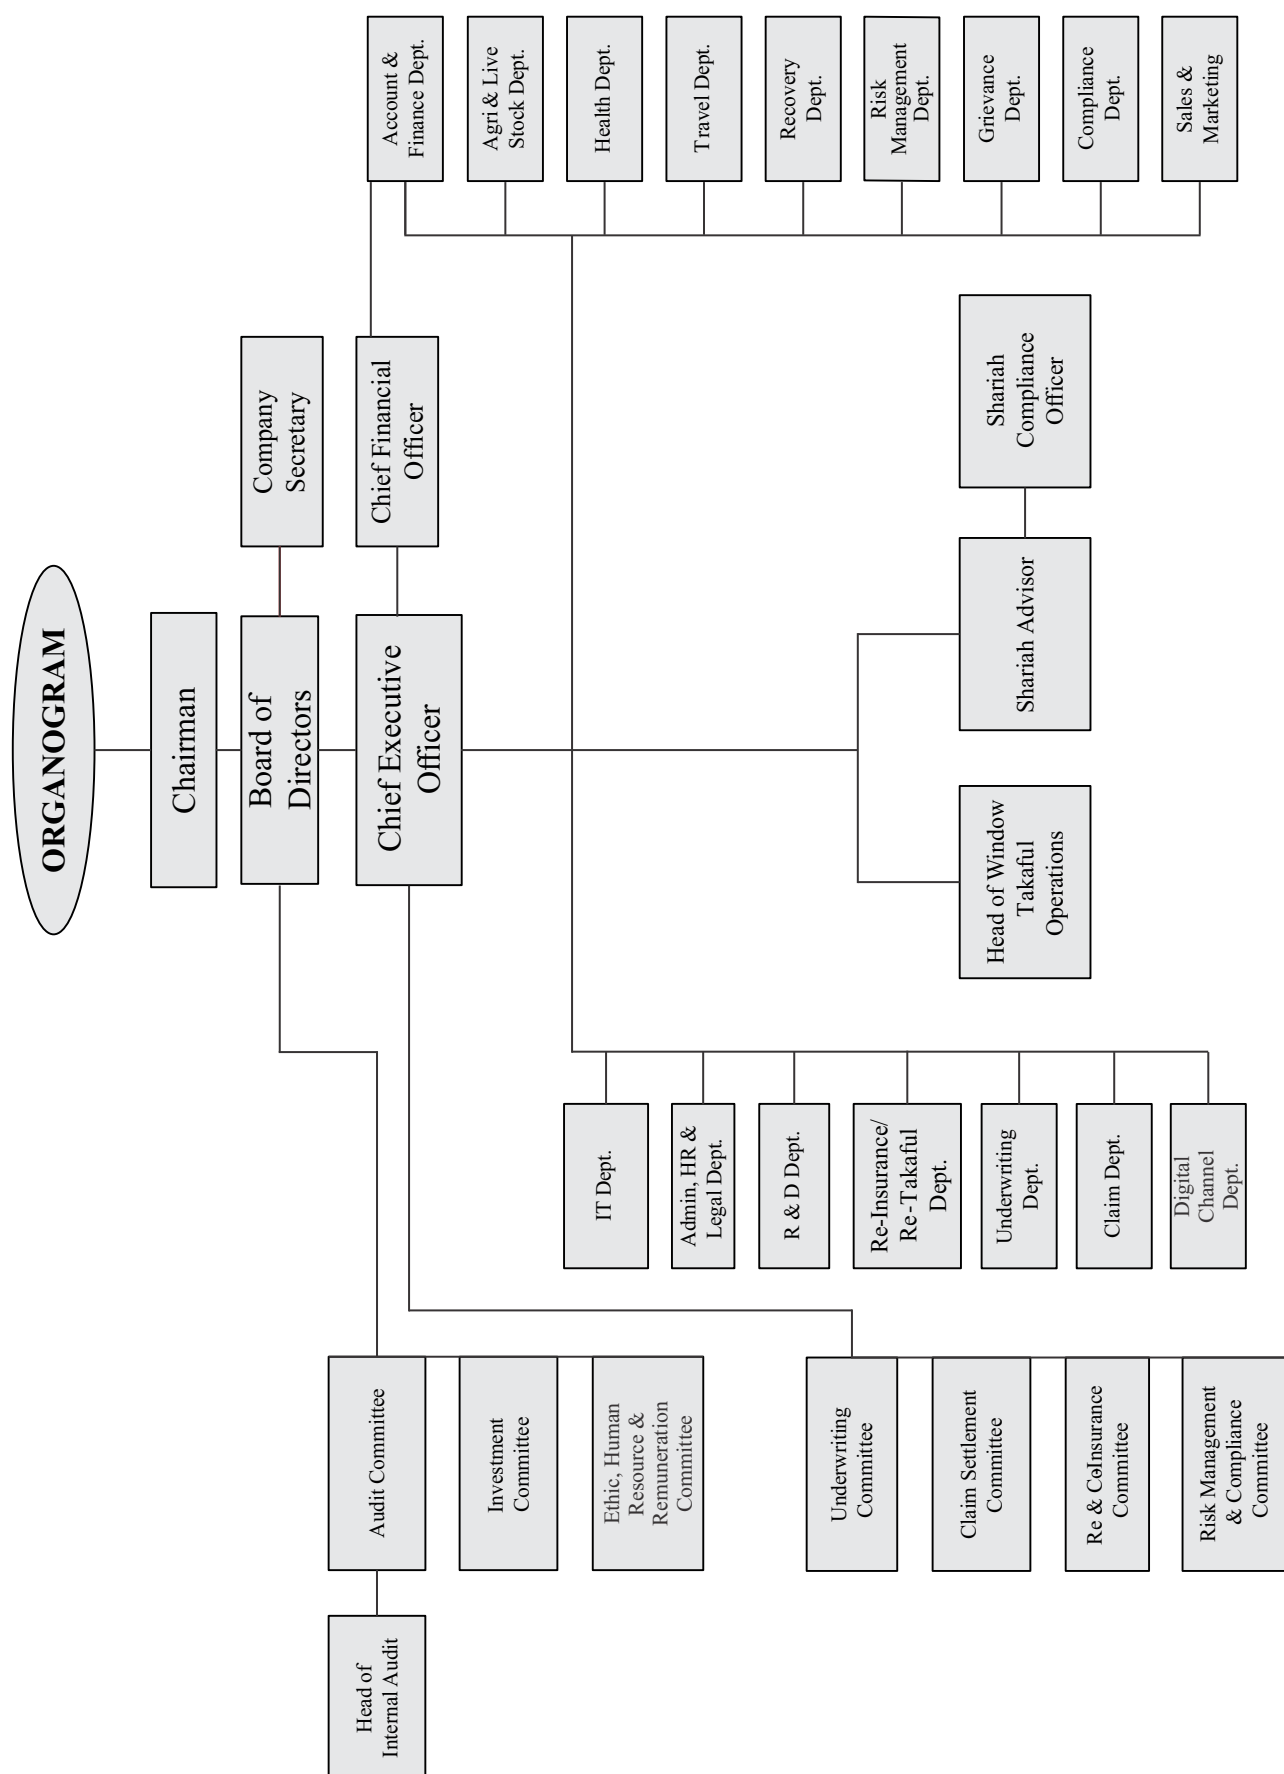 ORGANOGRAM
Chairman
Board of
Directors
Company
Secretary
Chief Executive
Officer
Chief Financial
Officer
Head of
Internal Audit
Audit Committee
Investment
Committee
Ethic, Human
Resource &
Remuneration
Committee
Underwriting
Committee
Claim Settlement
Committee
Re & Co-Insurance
Committee
Risk Management
& Compliance
Committee
IT Dept.
Admin, HR &
Legal Dept.
R & D Dept.
Re-Insurance/
Re-Takaful
Dept.
Underwriting
Dept.
Claim Dept.
Digital
Channel
Dept.
Head of Window
Takaful
Operations
Shariah Advisor
Shariah
Compliance
Officer
Account &
Finance Dept.
Agri & Live
Stock Dept.
Health Dept.
Travel Dept.
Recovery
Dept.
Risk
Management
Dept.
Grievance
Dept.
Compliance
Dept.
Sales &
Marketing